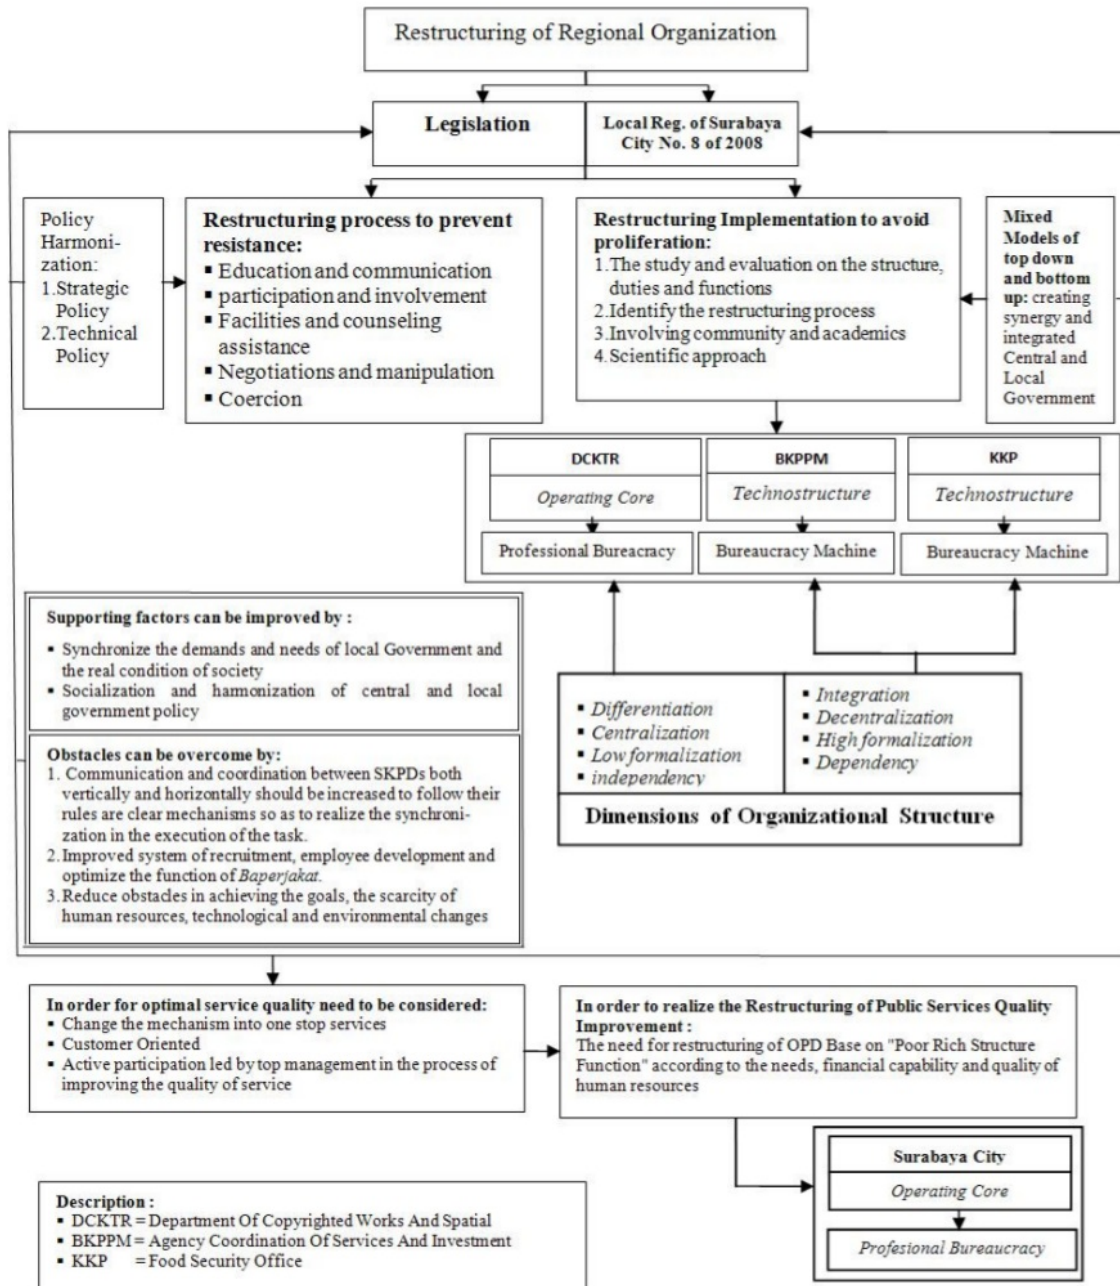 Restructuring of Regional Organization
Legislation
Local Reg. of Surabaya
City No. 8 of 2008
Policy
Harmoni-
zation:
1.Strategic
Policy
2.Technical
Policy
Restructuring process to prevent
resistance:
▪ Education and communication
▪ participation and involvement
▪ Facilities and counseling
assistance
▪ Negotiations and manipulation
▪ Coercion
Restructuring Implementation to avoid
proliferation:
1.The study and evaluation on the structure,
duties and functions
2.Identify the restructuring process
3.Involving community and academics
4.Scientific approach
Mixed
Models of
top down
and bottom
up: creating
synergy and
integrated
Central and
Local
Government
DCKTR
Operating Core
Professional Bureacracy
BKPPM
Technostructure
Bureaucracy Machine
KKP
Technostructure
Bureaucracy Machine
Supporting factors can be improved by :
▪ Synchronize the demands and needs of local Government and
the real condition of society
▪ Socialization and harmonization of central and local
government policy
Obstacles can be overcome by:
1. Communication and coordination between SKPDs both
vertically and horizontally should be increased to follow their
rules are clear mechanisms so as to realize the synchroni-
zation in the execution of the task.
2.Improved system of recruitment, employee development and
optimize the function of Baperjakat.
3.Reduce obstacles in achieving the goals, the scarcity of
human resources, technological and environmental changes
▪ Differentiation
▪ Centralization
▪ Low formalization
▪ independency
▪ Integration
▪ Decentralization
▪ High formalization
▪ Dependency
Dimensions of Organizational Structure
In order for optimal service quality need to be considered:
▪ Change the mechanism into one stop services
▪ Customer Oriented
▪ Active participation led by top management in the process of
improving the quality of service
In order to realize the Restructuring of Public Services Quality
Improvement :
The need for restructuring of OPD Base on "Poor Rich Structure
Function" according to the needs, financial capability and quality of
human resources
Surabaya City
Operating Core
Profesional Bureaucracy
Description :
▪ DCKTR = Department Of Copyrighted Works And Spatial
▪ BKPPM = Agency Coordination Of Services And Investment
▪ KKP = Food Security Office